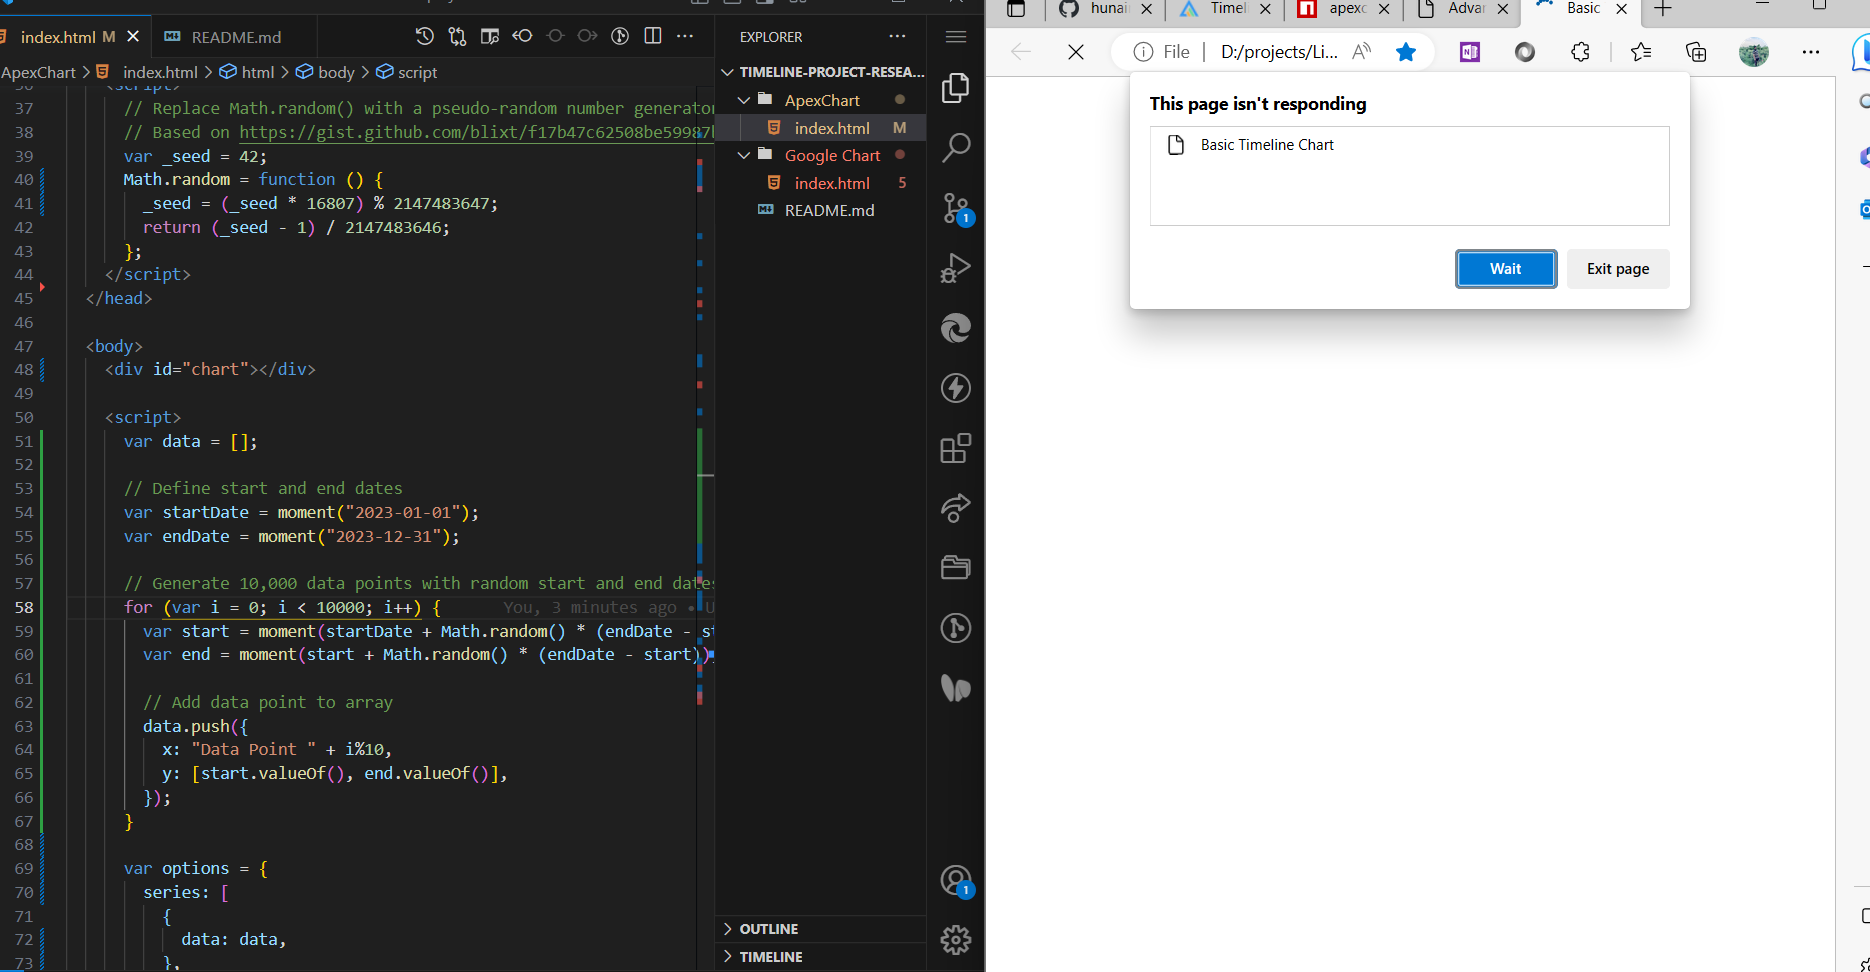 index.html M
README.md
ApexChart > index.html > html > body > script
37 // Replace Math.random() with a pseudo-random number generator
38 // Based on https://gist.github.com/blixt/f17b47c62508be59987b
39 var _seed = 42;
40 Math.random = function () {
41 _seed = (_seed * 16807) % 2147483647;
42 return (_seed - 1) / 2147483646;
43 };
44 </script>
45 </head>
46
47 <body>
48 <div id="chart"></div>
49
50 <script>
51 var data = [];
52
53 // Define start and end dates
54 var startDate = moment("2023-01-01");
55 var endDate = moment("2023-12-31");
56
57 // Generate 10,000 data points with random start and end dates
58 for (var i = 0; i < 10000; i++) { You, 3 minutes ago • U
59 var start = moment(startDate + Math.random() * (endDate - st
60 var end = moment(start + Math.random() * (endDate - start))
61
62 // Add data point to array
63 data.push({
64 x: "Data Point " + i%10,
65 y: [start.valueOf(), end.valueOf()],
66 });
67 }
68
69 var options = {
70 series: [
71 {
72 data: data,
73 },
EXPLORER
TIMELINE-PROJECT-RESEA...
ApexChart
index.html M
Google Chart
index.html 5
README.md
OUTLINE
TIMELINE
1
1
hunai
Timel
apexc
Advar
Basic
File | D:/projects/Li...
This page isn't responding
Basic Timeline Chart
Wait
Exit page